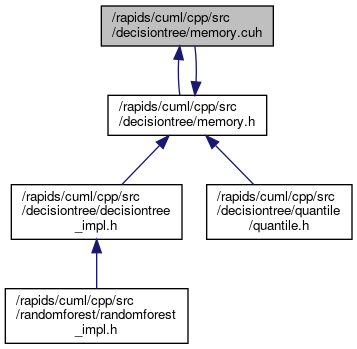 /rapids/cuml/cpp/src
/decisiontree/memory.cuh
/rapids/cuml/cpp/src
/decisiontree/memory.h
/rapids/cuml/cpp/src
/decisiontree/decisiontree
_impl.h
/rapids/cuml/cpp/src
/decisiontree/quantile
/quantile.h
/rapids/cuml/cpp/src
/randomforest/randomforest
_impl.h